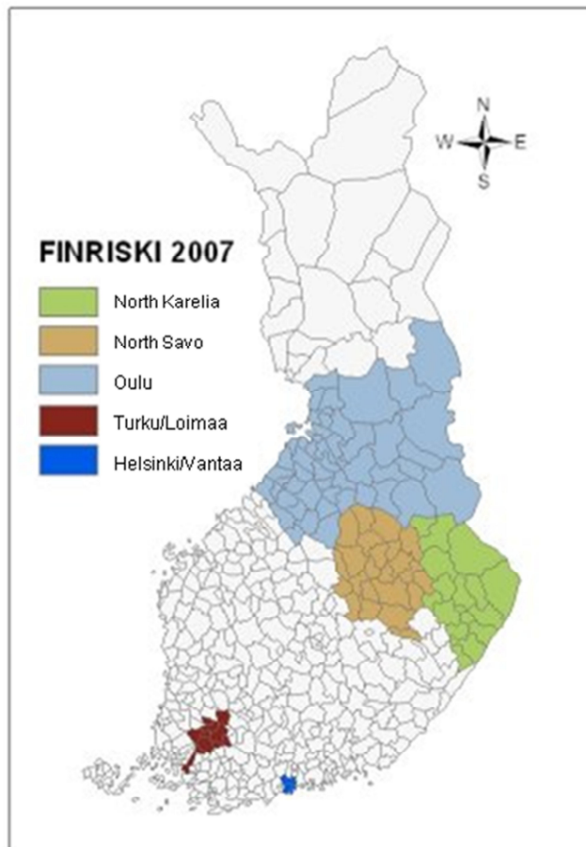 N
W E
S
FINRISKI 2007
North Karelia
North Savo
Oulu
Turku/Loimaa
Helsinki/Vantaa